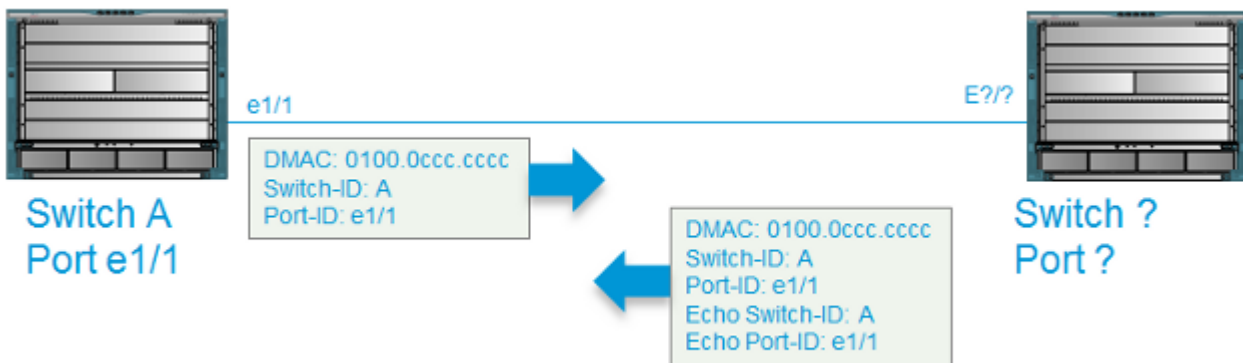 e1/1
E?/?
DMAC: 0100.0ccc.cccc
Switch-ID: A
Port-ID: e1/1
Switch A
Port e1/1
DMAC: 0100.0ccc.cccc
Switch-ID: A
Port-ID: e1/1
Echo Switch-ID: A
Echo Port-ID: e1/1
Switch ?
Port ?